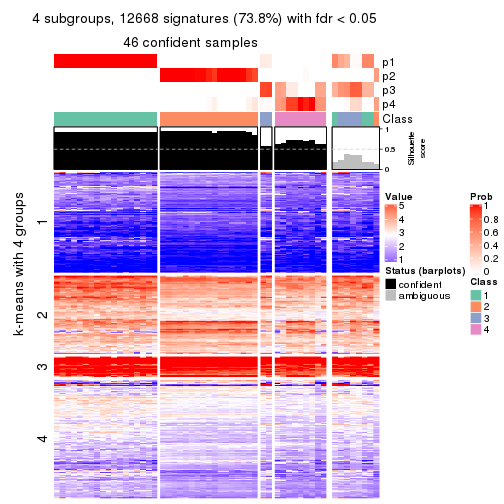 4 subgroups, 12668 signatures (73.8%) with fdr < 0.05
46 confident samples
p1
p2
p3
p4
Class
1
0.5
0
Silhouette
score
k-means with 4 groups
1
2
3
4
Value
5
4
3
2
1
Status (barplots)
confident
ambiguous
Prob
1
0.8
0.6
0.4
0.2
0
Class
1
2
3
4